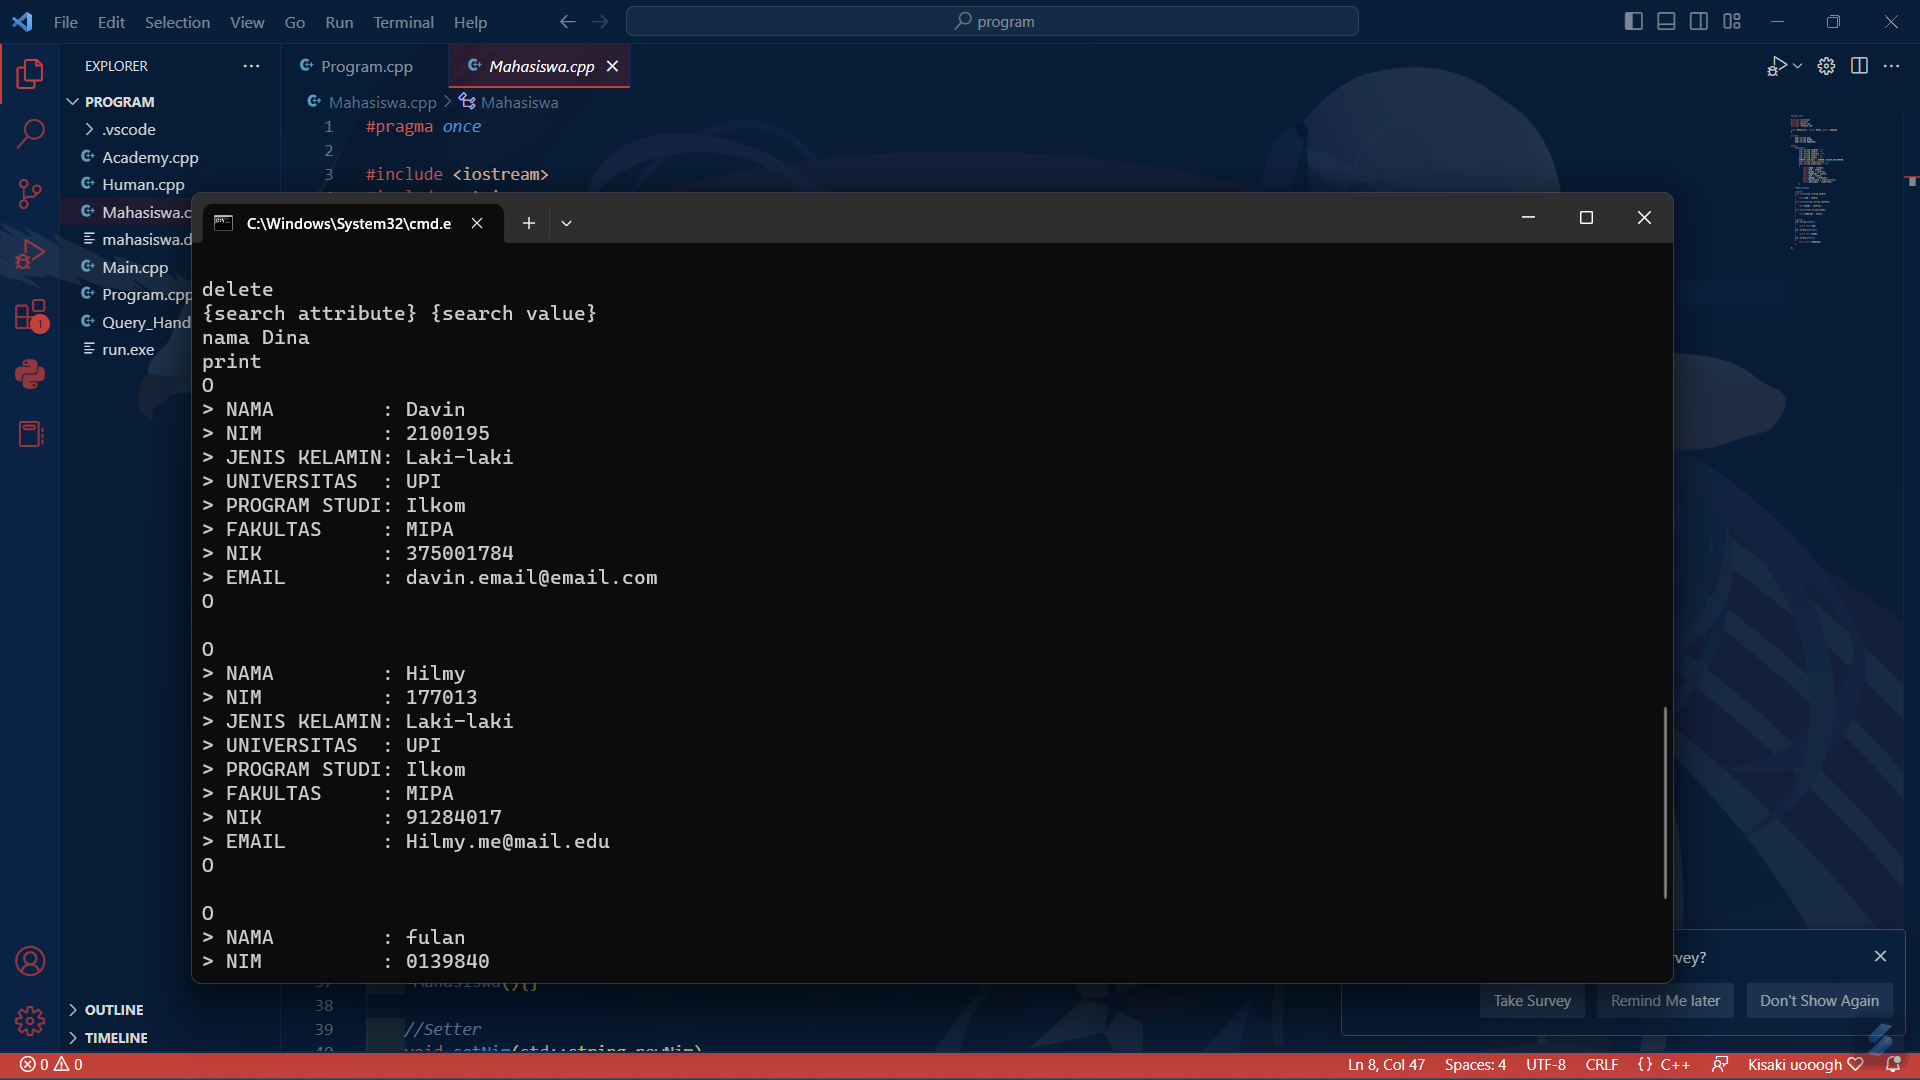 File Edit Selection View Go Run Terminal Help
program
EXPLORER
Program.cpp
Mahasiswa.cpp
PROGRAM
Mahasiswa.cpp > Mahasiswa
.vscode
Academy.cpp
Human.cpp
Mahasiswa.c
mahasiswa.d
Main.cpp
Program.cpp
Query_Hand
run.exe
1 #pragma once
2
3 #include <iostream>
C:\Windows\System32\cmd.e
delete
{search attribute} {search value}
nama Dina
print
O
> NAMA : Davin
> NIM : 2100195
> JENIS KELAMIN: Laki-laki
> UNIVERSITAS : UPI
> PROGRAM STUDI: Ilkom
> FAKULTAS : MIPA
> NIK : 375001784
> EMAIL : davin.email@email.com
O
O
> NAMA : Hilmy
> NIM : 177013
> JENIS KELAMIN: Laki-laki
> UNIVERSITAS : UPI
> PROGRAM STUDI: Ilkom
> FAKULTAS : MIPA
> NIK : 91284017
> EMAIL : Hilmy.me@mail.edu
O
O
> NAMA : fulan
> NIM : 0139840
38
39 //Setter
void setNim(std::string newNim)
vey?
Take Survey
Remind Me later
Don't Show Again
1
OUTLINE
TIMELINE
0 0
Ln 8, Col 47
Spaces: 4
UTF-8
CRLF
{} C++
Kisaki uooogh